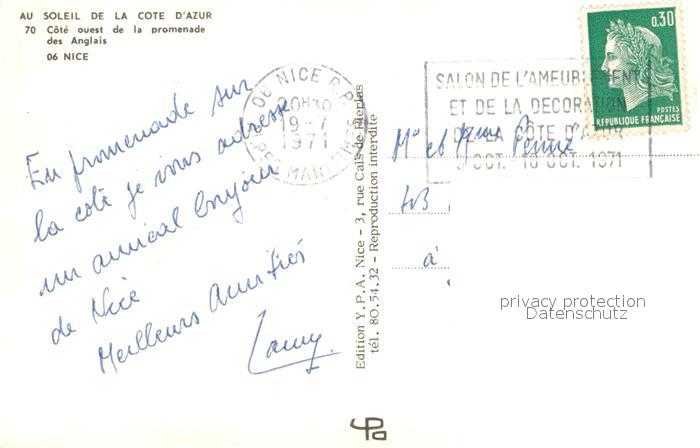 AU SOLEIL DE LA COTE D'AZUR
70 Côté ouest de la promenade
des Anglais
06 NICE
En promenade sur
la coté je vous adresse
un amical bonjour
de Nice
Meilleurs Amitiés
06 NICE R.P.
20H30
19-7
1971
ALPES MARITIMES
SALON DE L'AMEUBLEMENT
ET DE LA DECORATION
DE LA COTE D'AZUR
9 OCT. - 18 OCT. 1971
0,30
POSTES
REPUBLIQUE FRANÇAISE
Mr et Mme
à
Edition Y.P.A. Nice - 3, rue Cais de Pierlas
tél. 80.54.32 - Reproduction interdite
privacy protection
Datenschutz